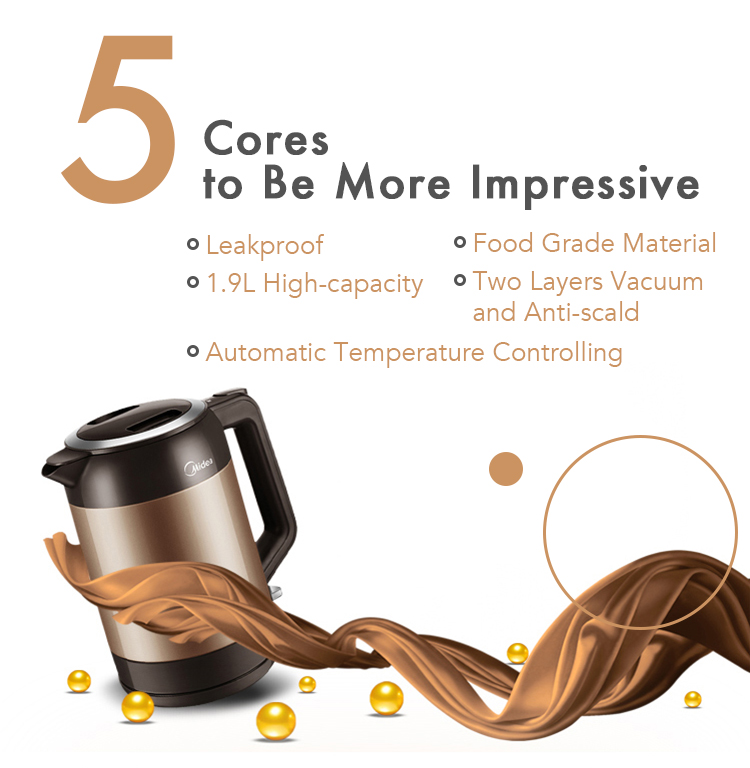 5
Cores
to Be More Impressive
Leakproof
Food Grade Material
1.9L High-capacity
Two Layers Vacuum
and Anti-scald
Automatic Temperature Controlling
Midea